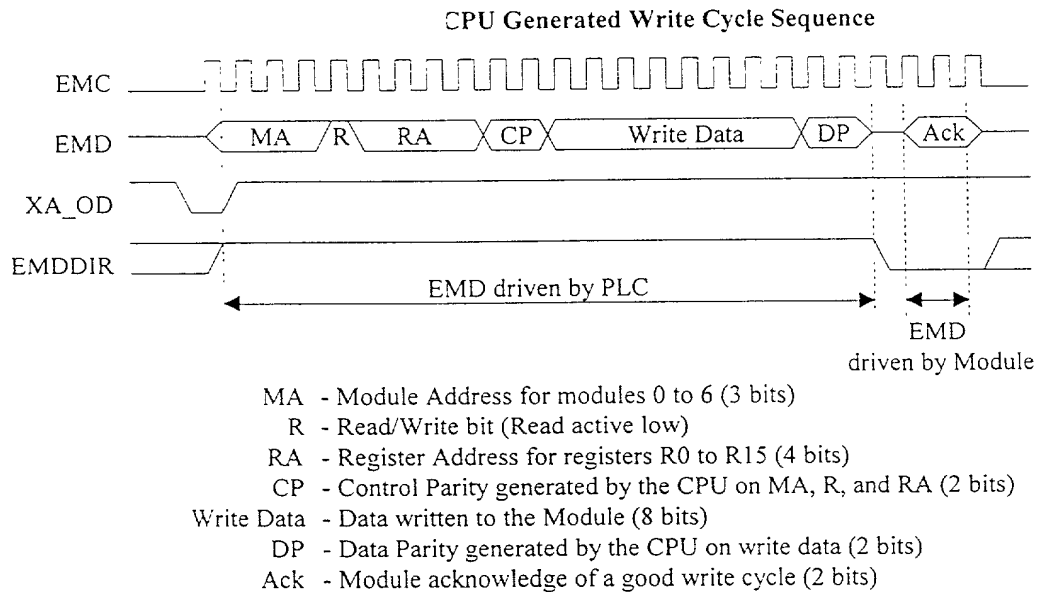 CPU Generated Write Cycle Sequence
EMC
EMD MA R RA CP Write Data DP Ack
XA_OD
EMDDIR
EMD driven by PLC
EMD
driven by Module
MA - Module Address for modules 0 to 6 (3 bits)
R - Read/Write bit (Read active low)
RA - Register Address for registers R0 to R15 (4 bits)
CP - Control Parity generated by the CPU on MA, R, and RA (2 bits)
Write Data - Data written to the Module (8 bits)
DP - Data Parity generated by the CPU on write data (2 bits)
Ack - Module acknowledge of a good write cycle (2 bits)